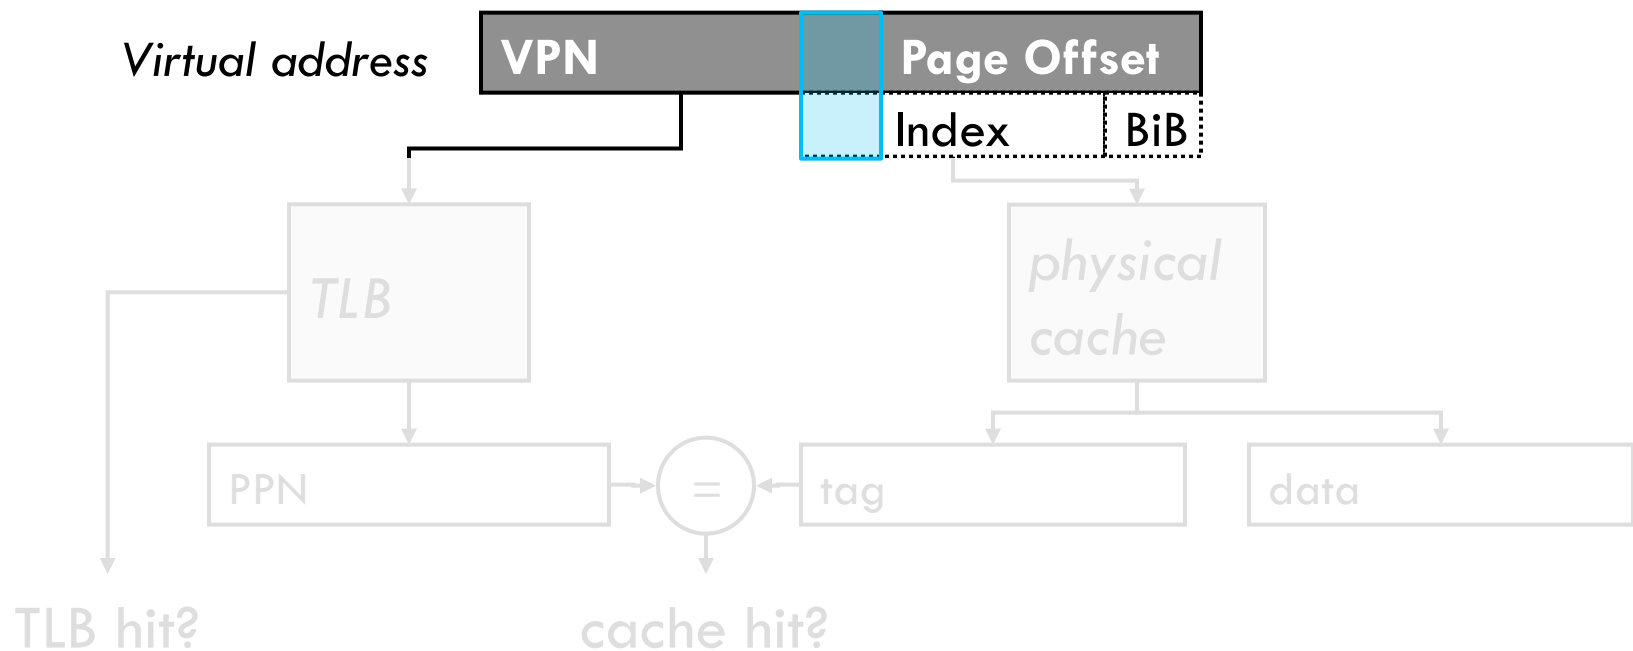 Virtual address
VPN
Page Offset
Index
BiB
TLB
physical
cache
PPN
=
tag
data
TLB hit?
cache hit?